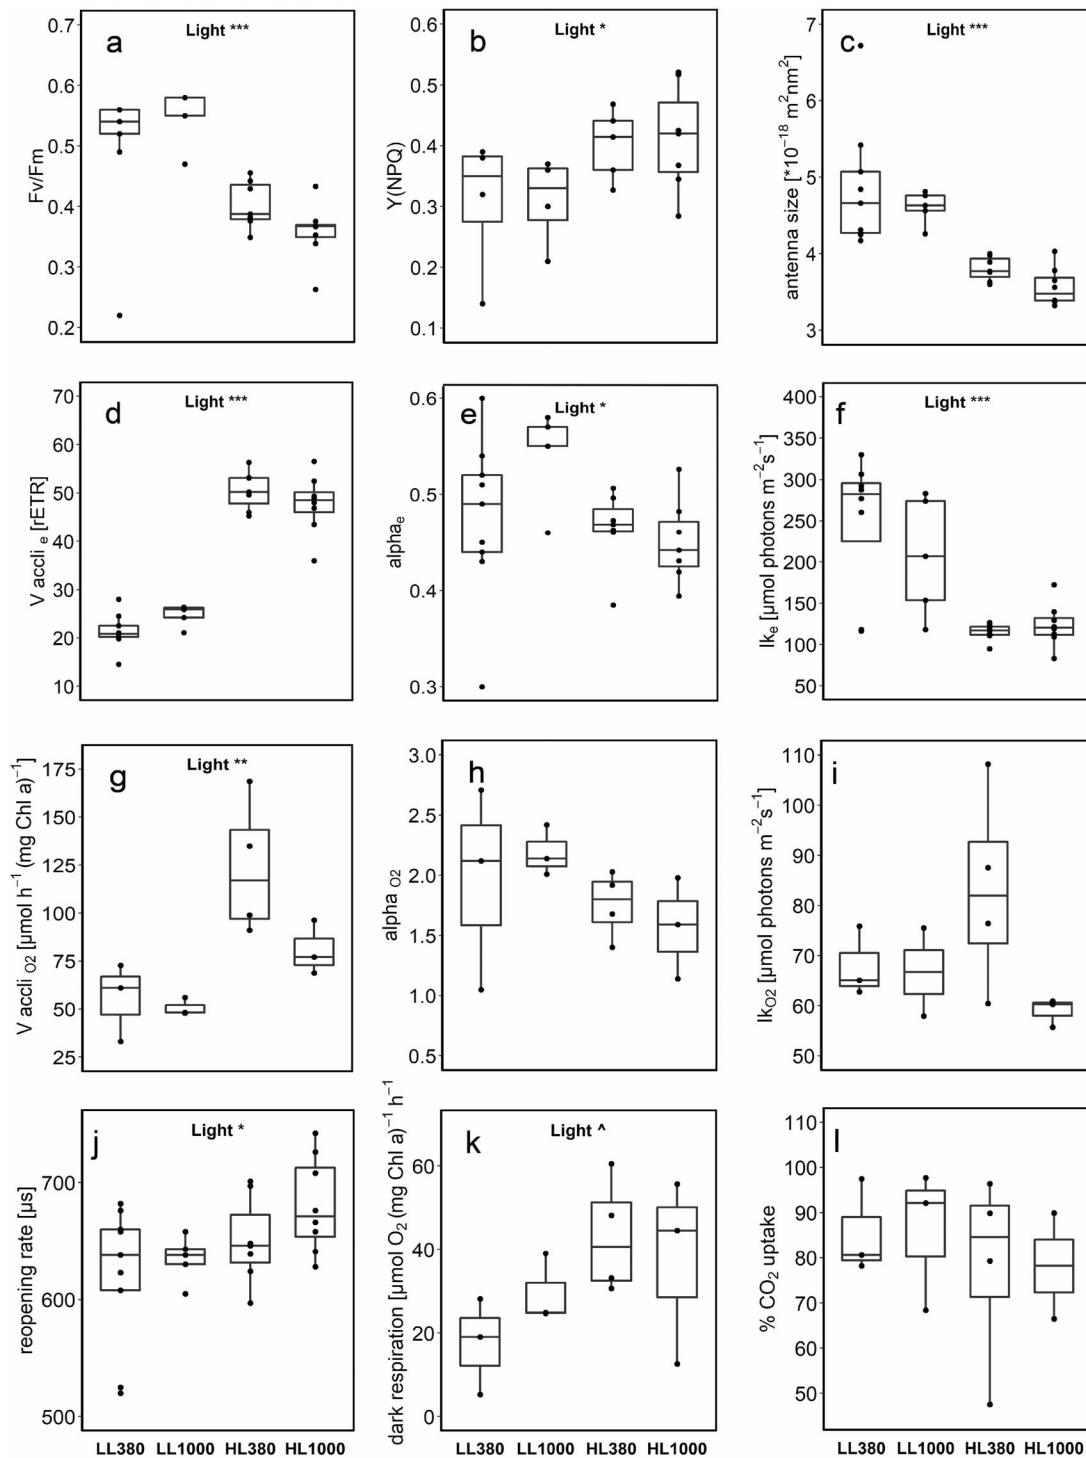 a
Light ***
Fv/Fm
0.7
0.6
0.5
0.4
0.3
0.2
b
Light *
Y(NPQ)
0.6
0.5
0.4
0.3
0.2
0.1
c
Light ***
antenna size [*10⁻¹⁸ m²nm²]
7
6
5
4
3
d
Light ***
V accli e [rETR]
70
60
50
40
30
20
10
e
Light *
alphaₑ
0.6
0.5
0.4
0.3
f
Light ***
Ikₑ [µmol photons m⁻²s⁻¹]
400
350
300
250
200
150
100
50
g
Light **
V accli O2 [µmol h⁻¹ (mg Chl a)⁻¹]
175
150
125
100
75
50
25
h
alpha O2
3.0
2.5
2.0
1.5
1.0
0.5
i
IkO2 [µmol photons m⁻²s⁻¹]
110
100
90
80
70
60
50
j
Light *
reopening rate [µs]
700
600
500
LL380 LL1000 HL380 HL1000
k
Light ^
dark respiration [µmol O₂ (mg Chl a)⁻¹ h⁻¹
60
40
20
0
LL380 LL1000 HL380 HL1000
l
% CO₂ uptake
110
100
90
80
70
60
50
LL380 LL1000 HL380 HL1000